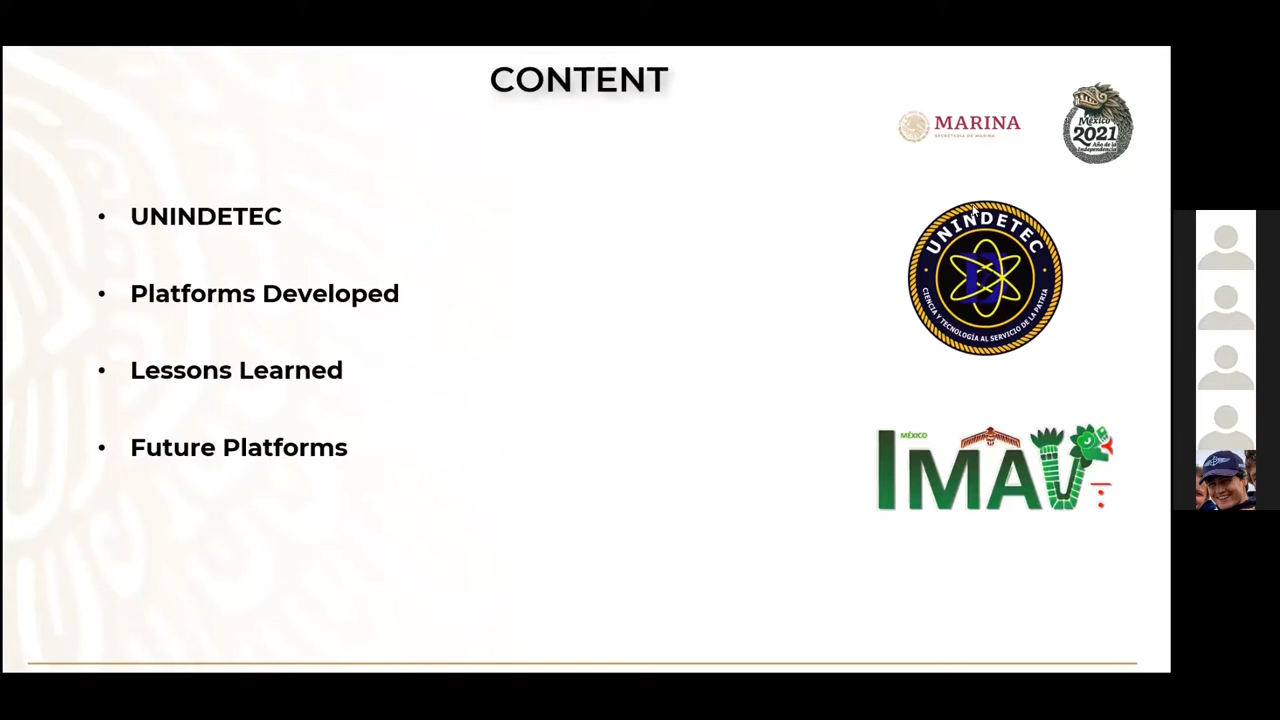 CONTENT
MARINA
SECRETARÍA DE MARINA
México
2021
Año de la
Independencia
UNINDETEC
Platforms Developed
Lessons Learned
Future Platforms
UNINDETEC
CIENCIA Y TECNOLOGÍA AL SERVICIO DE LA PATRIA
MÉXICO
IMAV